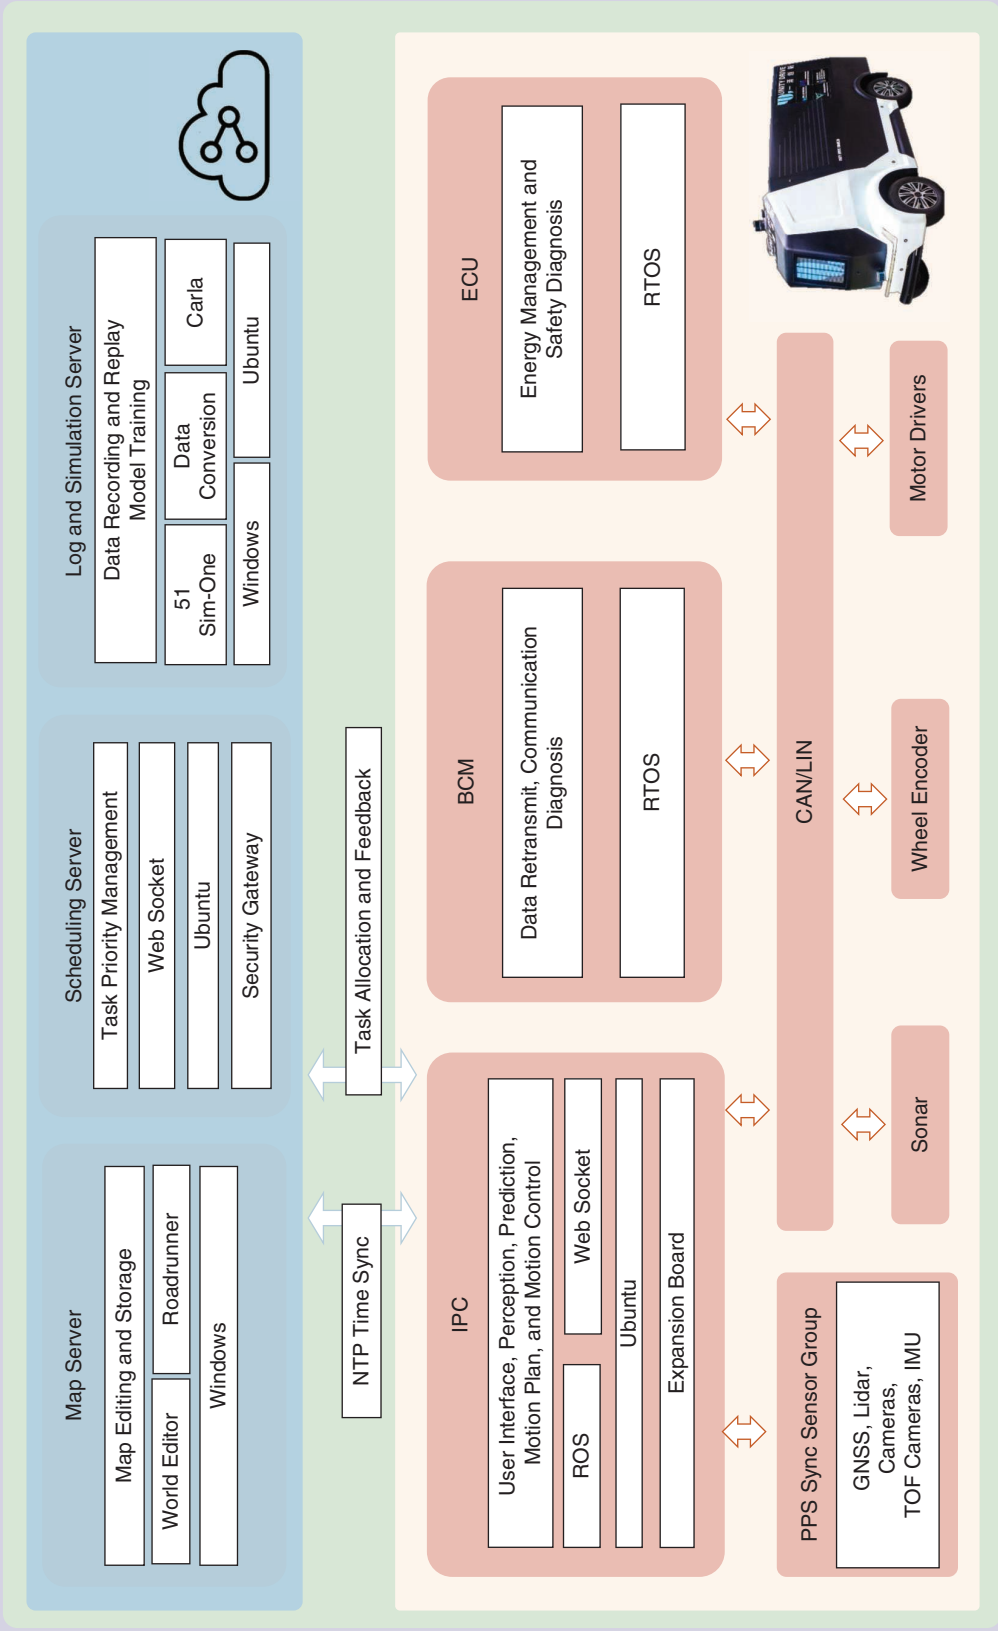 Map Server
Map Editing and Storage
World Editor
Roadrunner
Windows
Scheduling Server
Task Priority Management
Web Socket
Ubuntu
Security Gateway
Log and Simulation Server
Data Recording and Replay
Model Training
51
Sim-One
Data
Conversion
Carla
Windows
Ubuntu
NTP Time Sync
Task Allocation and Feedback
IPC
User Interface, Perception, Prediction,
Motion Plan, and Motion Control
ROS
Web Socket
Ubuntu
Expansion Board
BCM
Data Retransmit, Communication
Diagnosis
RTOS
ECU
Energy Management and
Safety Diagnosis
RTOS
PPS Sync Sensor Group
GNSS, Lidar,
Cameras,
TOF Cameras, IMU
CAN/LIN
Sonar
Wheel Encoder
Motor Drivers
UNITY DRIVE